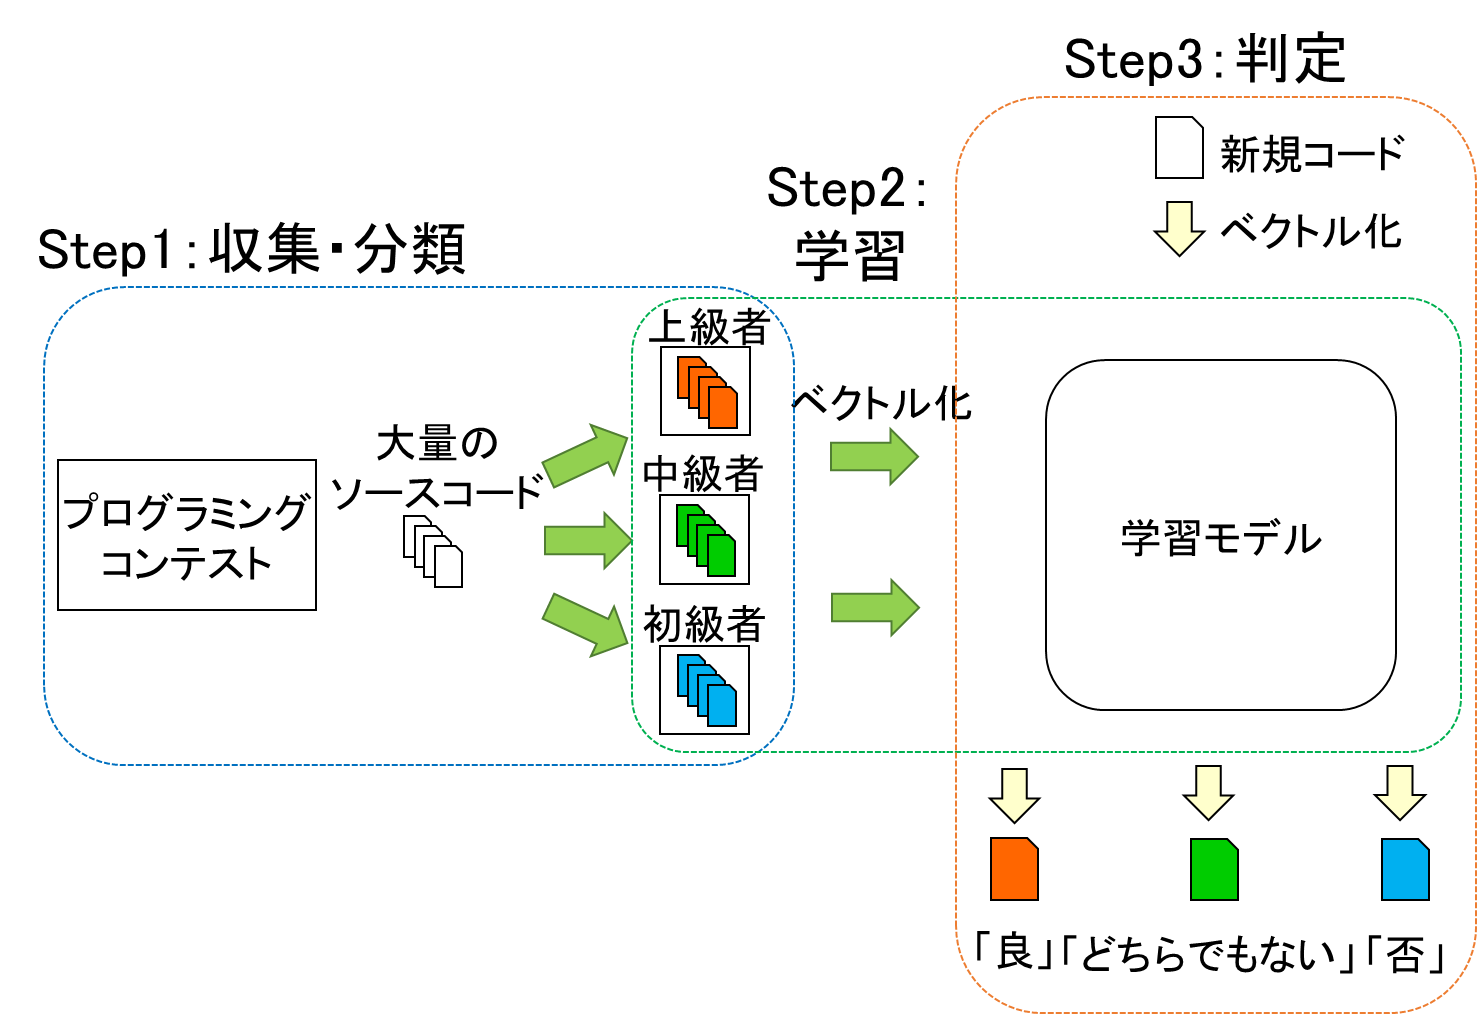 Step1：収集・分類
プログラミング
コンテスト
大量の
ソースコード
Step2：
学習
上級者
中級者
初級者
ベクトル化
Step3：判定
新規コード
ベクトル化
学習モデル
「良」「どちらでもない」「否」